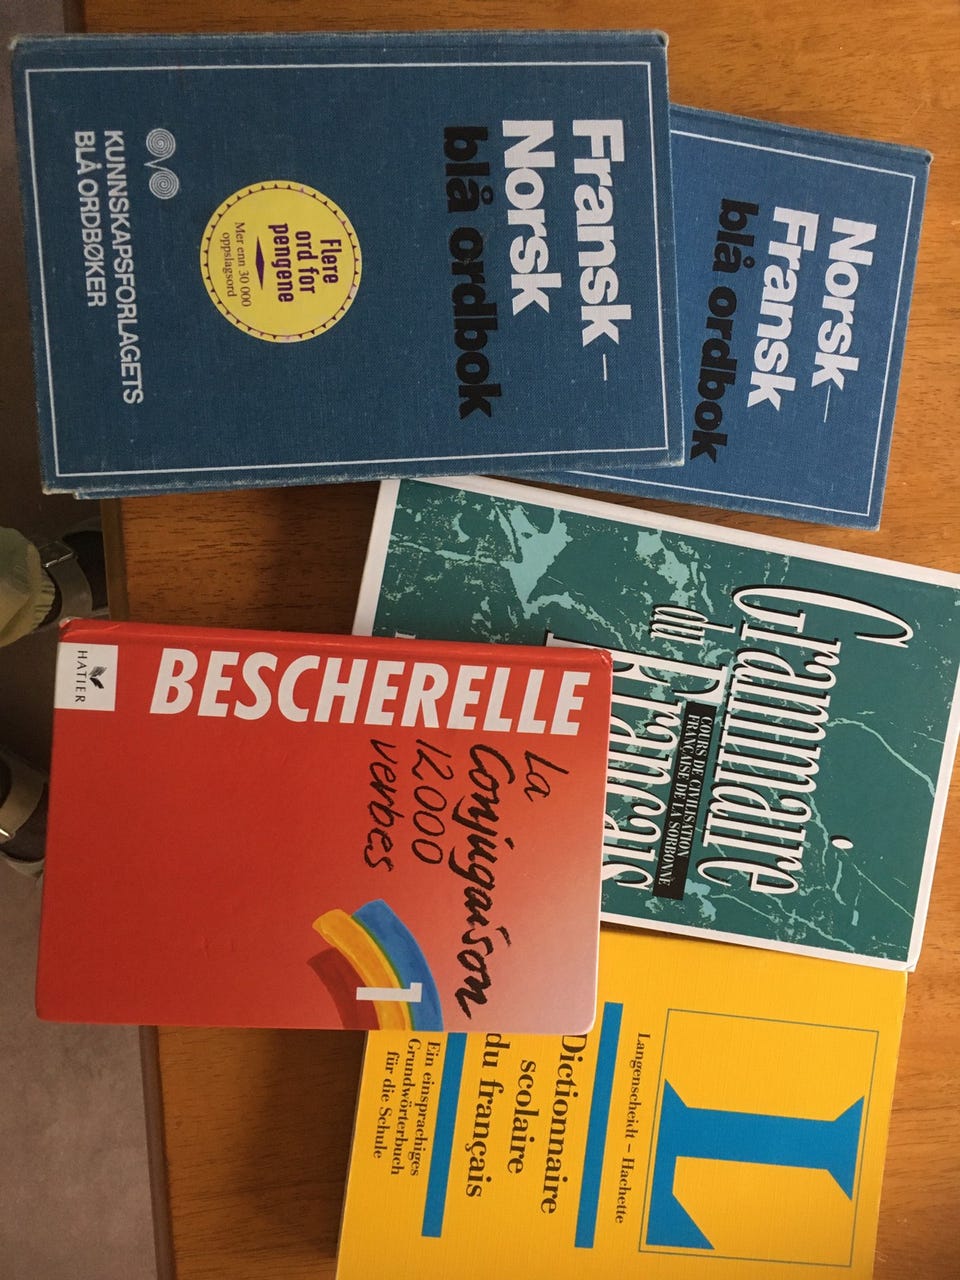 Fransk–
Norsk
blå ordbok
Flere
ord for
pengene
Mer enn 30 000
oppslagsord
KUNNSKAPSFORLAGETS
BLÅ ORDBØKER
Norsk–
Fransk
blå ordbok
Grammaire
du
Français
COURS DE CIVILISATION
FRANÇAISE DE LA SORBONNE
BESCHERELLE
HATIER
La
Conjugaison
12000
verbes
1
Langenscheidt – Hachette
L
Dictionnaire
scolaire
du français
Ein einsprachiges
Grundwörterbuch
für die Schule